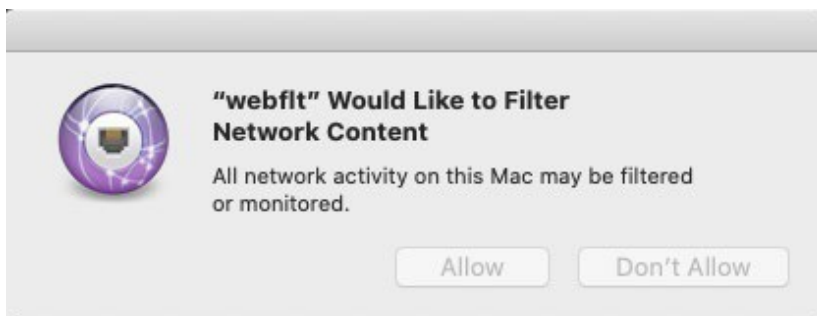 “webflt” Would Like to Filter
Network Content
All network activity on this Mac may be filtered
or monitored.
Allow
Don’t Allow